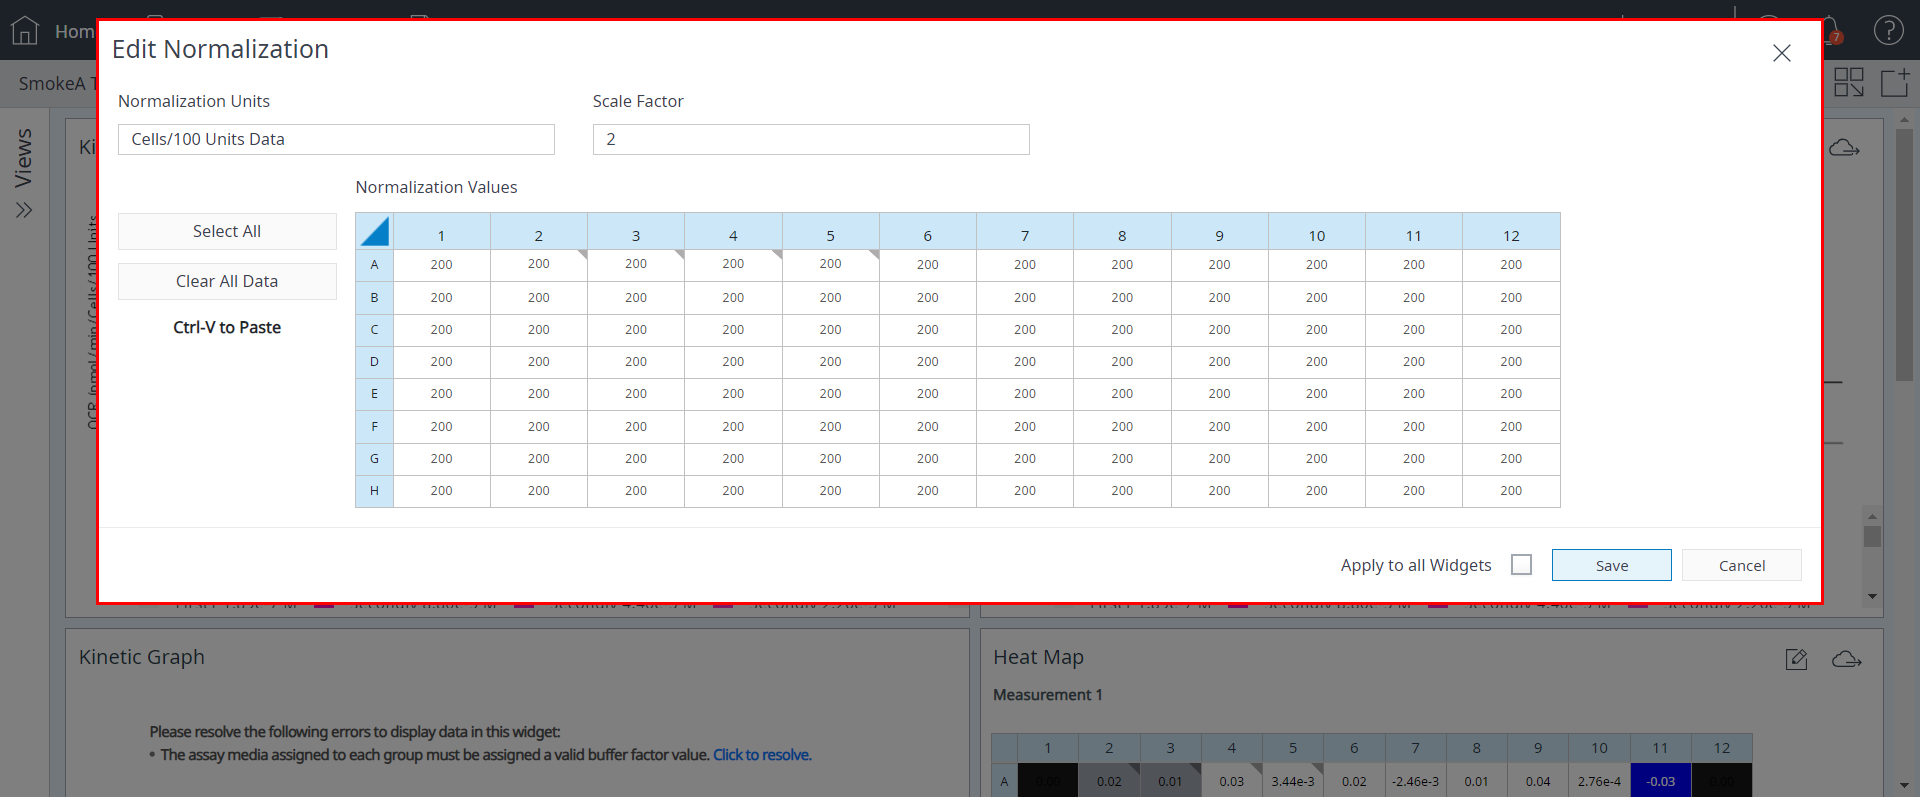 Hom
7
?
SmokeA T
Edit Normalization
Normalization Units
Scale Factor
Cells/100 Units Data
2
Views
Normalization Values
Select All
Clear All Data
Ctrl-V to Paste
1 2 3 4 5 6 7 8 9 10 11 12
A 200 200 200 200 200 200 200 200 200 200 200 200
B 200 200 200 200 200 200 200 200 200 200 200 200
C 200 200 200 200 200 200 200 200 200 200 200 200
D 200 200 200 200 200 200 200 200 200 200 200 200
E 200 200 200 200 200 200 200 200 200 200 200 200
F 200 200 200 200 200 200 200 200 200 200 200 200
G 200 200 200 200 200 200 200 200 200 200 200 200
H 200 200 200 200 200 200 200 200 200 200 200 200
Apply to all Widgets
Save
Cancel
Ki
Kinetic Graph
Please resolve the following errors to display data in this widget:
• The assay media assigned to each group must be assigned a valid buffer factor value. Click to resolve.
Heat Map
Measurement 1
1 2 3 4 5 6 7 8 9 10 11 12
A 0.00 0.02 0.01 0.03 3.44e-3 0.02 -2.46e-3 0.01 0.04 2.76e-4 -0.03